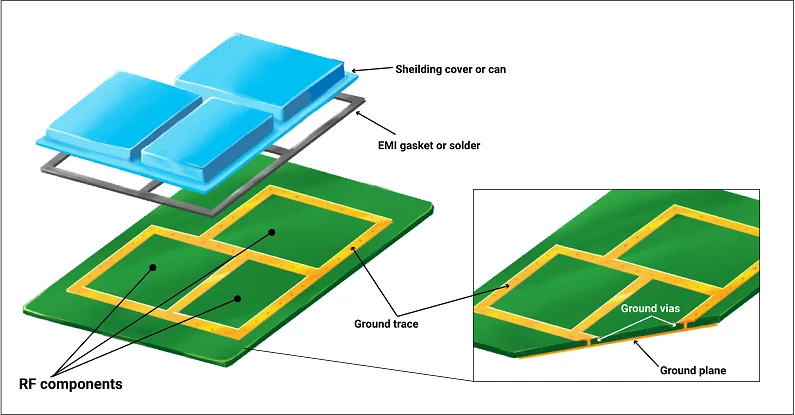 Sheilding cover or can
EMI gasket or solder
Ground vias
Ground trace
Ground plane
RF components